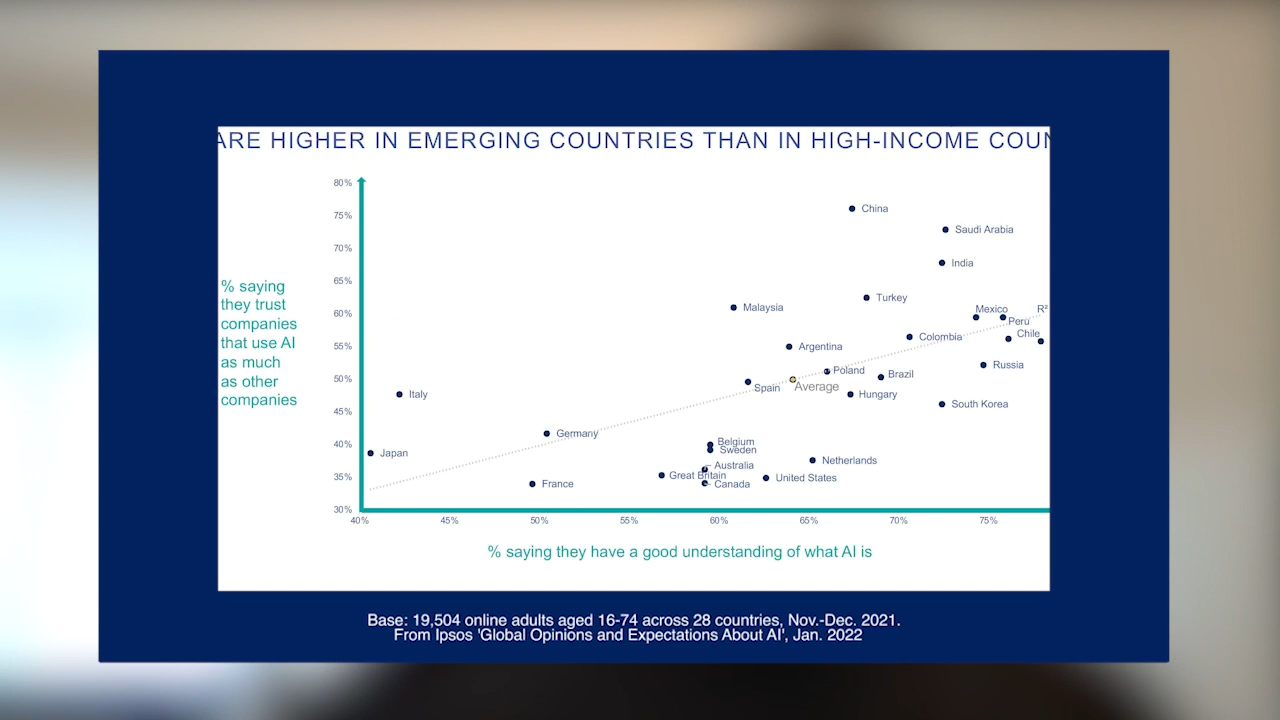 ARE HIGHER IN EMERGING COUNTRIES THAN IN HIGH-INCOME COUN
80%
75%
70%
65%
60%
55%
50%
45%
40%
35%
30%
% saying
they trust
companies
that use AI
as much
as other
companies
China
Saudi Arabia
India
Turkey
Malaysia
Mexico
R²
Peru
Chile
Colombia
Argentina
Russia
Poland
Brazil
Average
Spain
Hungary
South Korea
Italy
Germany
Belgium
Sweden
Japan
Netherlands
Australia
Great Britain
United States
Canada
France
40%
45%
50%
55%
60%
65%
70%
75%
% saying they have a good understanding of what AI is
Base: 19,504 online adults aged 16-74 across 28 countries, Nov.-Dec. 2021.
From Ipsos 'Global Opinions and Expectations About AI', Jan. 2022